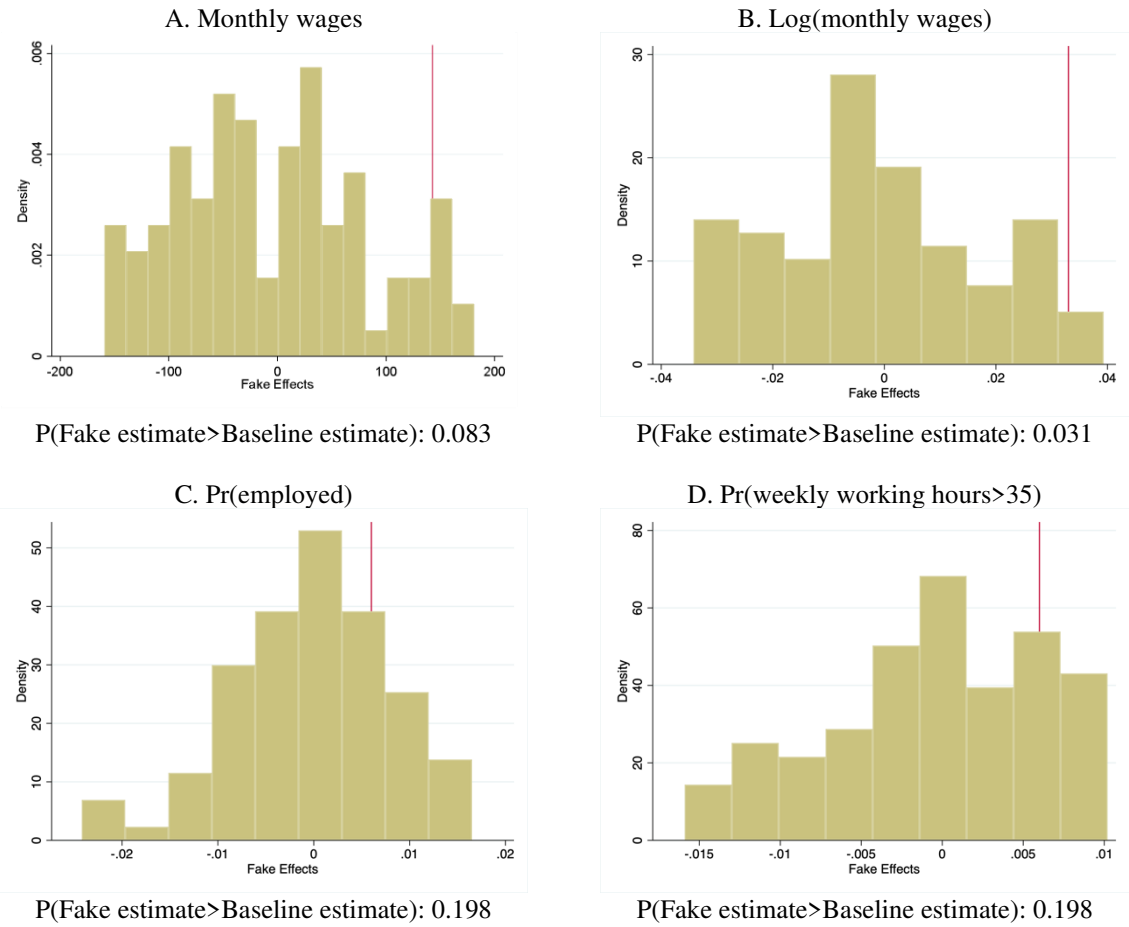 A. Monthly wages
Density
0
.002
.004
.006
-200
-100
0
100
200
Fake Effects
P(Fake estimate>Baseline estimate): 0.083
B. Log(monthly wages)
Density
0
10
20
30
-.04
-.02
0
.02
.04
Fake Effects
P(Fake estimate>Baseline estimate): 0.031
C. Pr(employed)
Density
0
10
20
30
40
50
-.02
-.01
0
.01
.02
Fake Effects
P(Fake estimate>Baseline estimate): 0.198
D. Pr(weekly working hours>35)
Density
0
20
40
60
80
-.015
-.01
-.005
0
.005
.01
Fake Effects
P(Fake estimate>Baseline estimate): 0.198